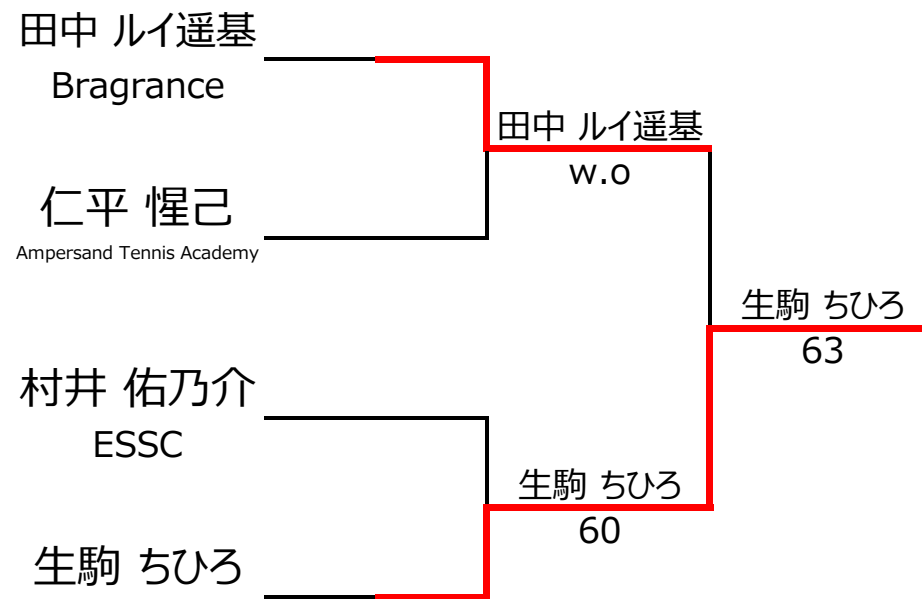 田中 ルイ遥基
Bragrance
田中 ルイ遥基
w.o
仁平 惺己
Ampersand Tennis Academy
生駒 ちひろ
63
村井 佑乃介
ESSC
生駒 ちひろ
60
生駒 ちひろ